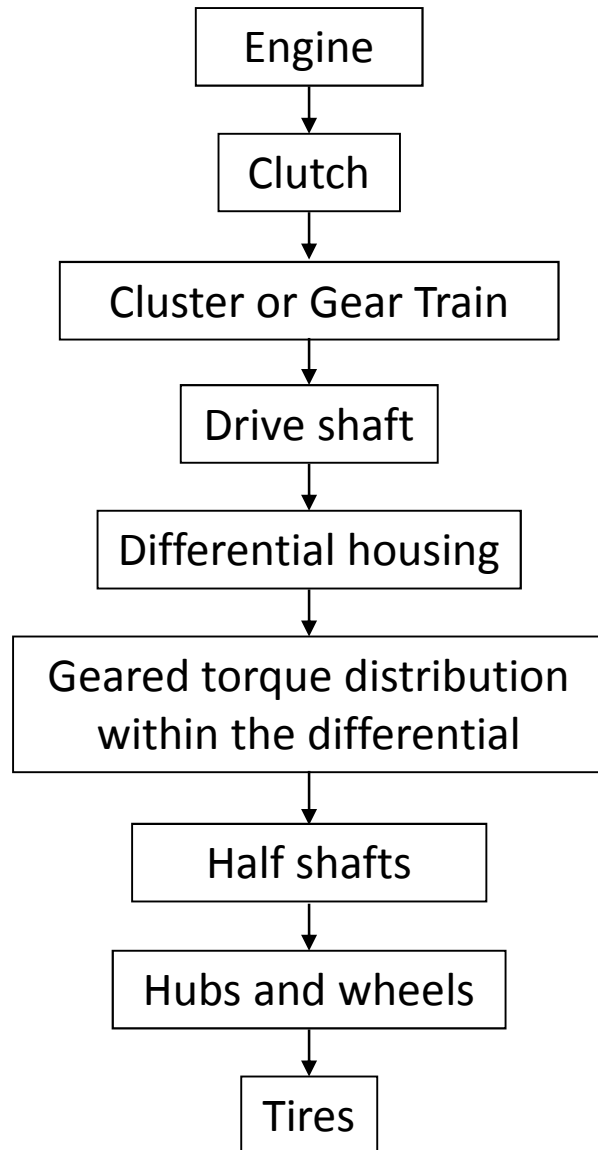 Engine
Clutch
Cluster or Gear Train
Drive shaft
Differential housing
Geared torque distribution
within the differential
Half shafts
Hubs and wheels
Tires